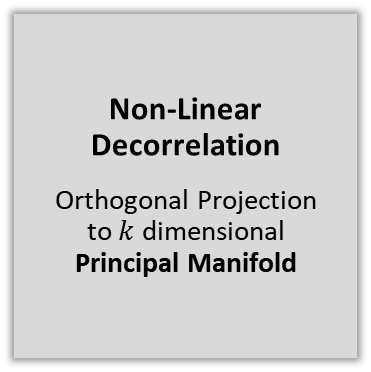 Non-Linear
Decorrelation
Orthogonal Projection
to k dimensional
Principal Manifold